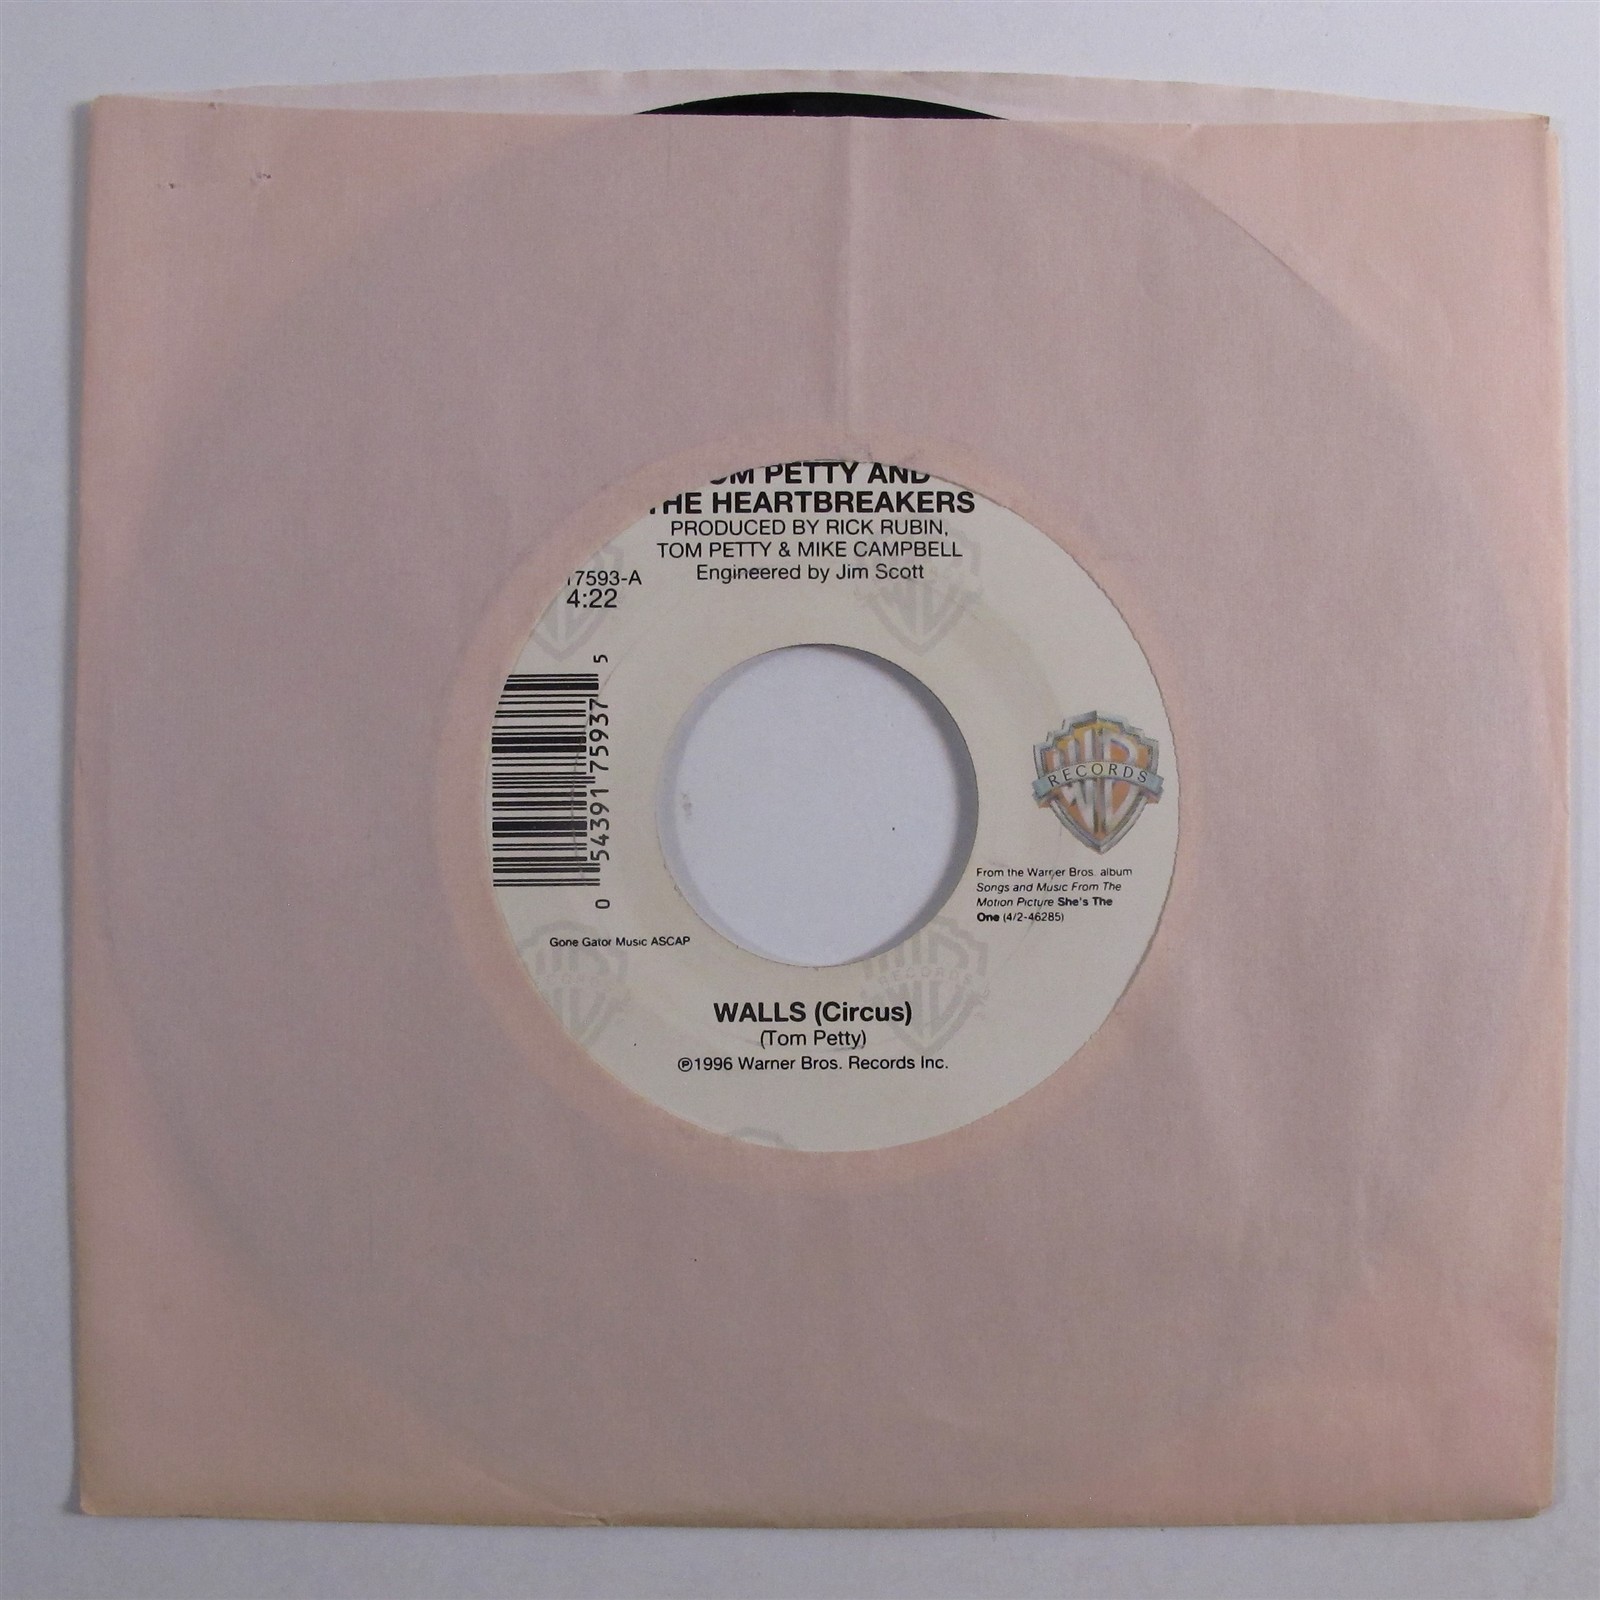 PETTY AND
HEARTBREAKERS
PRODUCED BY RICK RUBIN,
TOM PETTY & MIKE CAMPBELL
Engineered by Jim Scott
17593-A
4:22
0 54391 75937 5
RECORDS
From the Warner Bros. album
Songs and Music From The
Motion Picture She's The
One (4/2-46285)
Gone Gator Music ASCAP
WALLS (Circus)
(Tom Petty)
℗1996 Warner Bros. Records Inc.